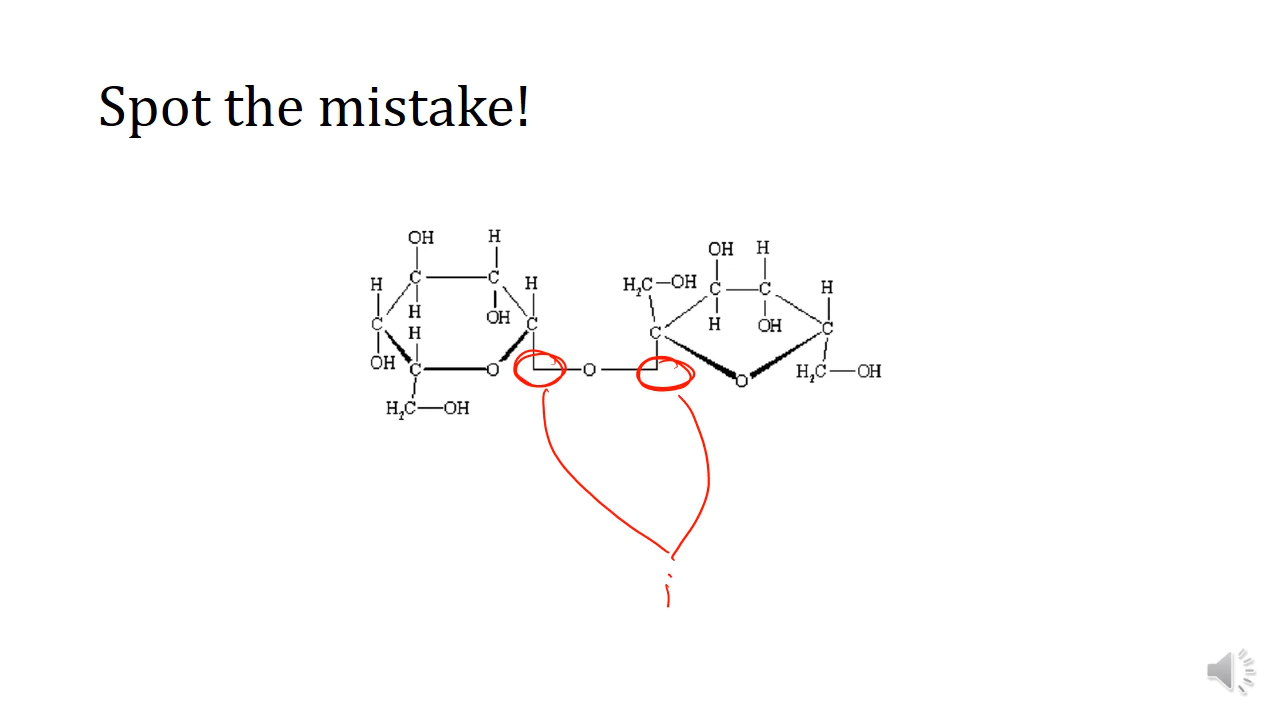 Spot the mistake!
OH H
H C C H
H OH
C H C
OH C O O
H₂C—OH
OH H
H₂C—OH C C H
C H OH C
O H₂C—OH
i